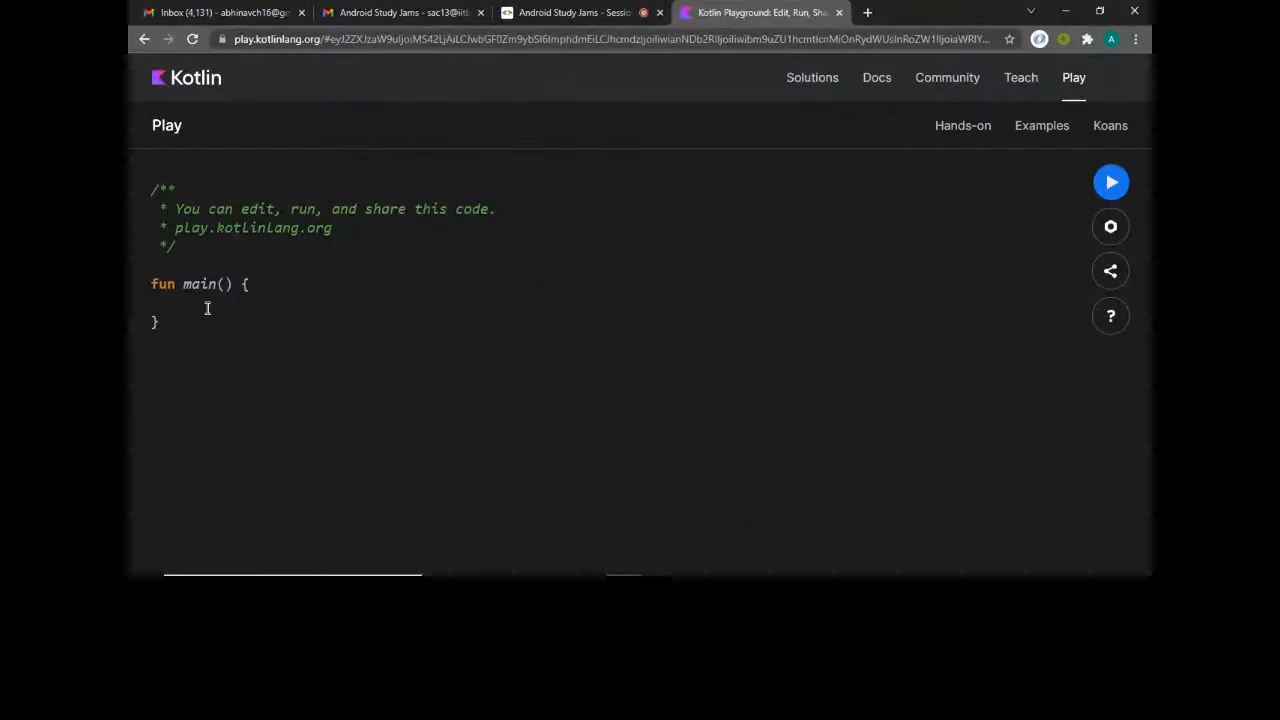 Inbox (4,131) - abhinavch16@g
Android Study Jams - sac13@iitb
Android Study Jams - Sessi
Kotlin Playground: Edit, Run, Sha
play.kotlinlang.org
A
Kotlin
Solutions
Docs
Community
Teach
Play
Play
Hands-on
Examples
Koans
/**
* You can edit, run, and share this code.
* play.kotlinlang.org
*/
fun main() {
}
?